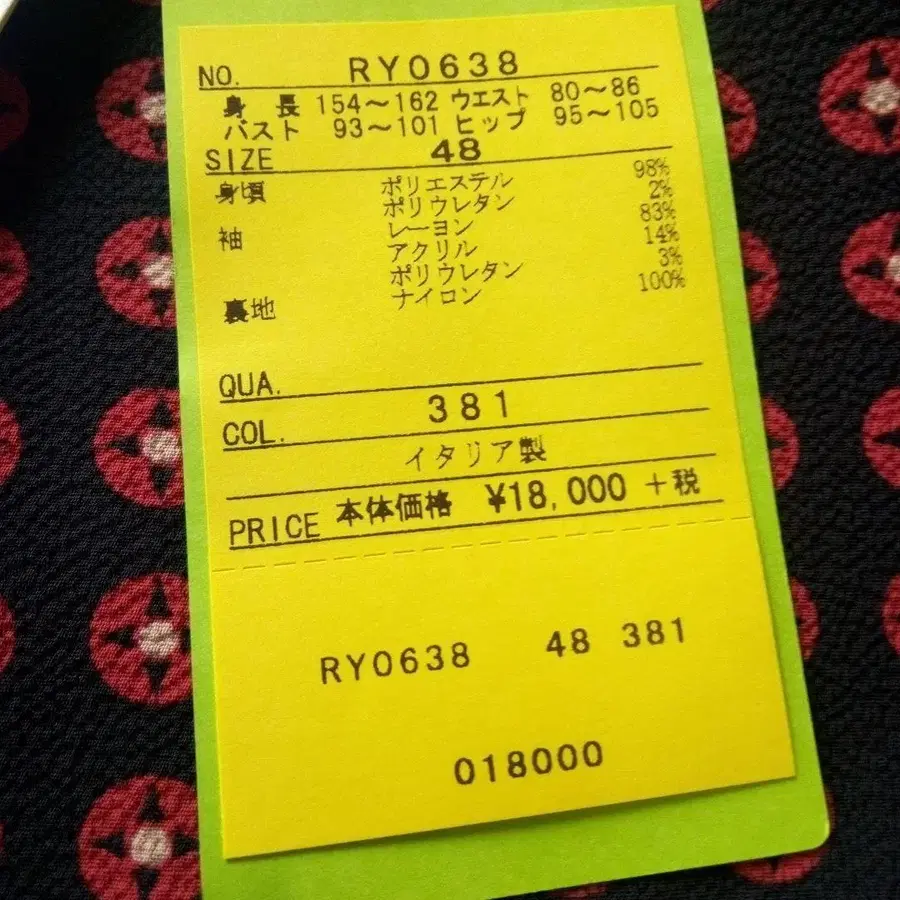 NO. RY0638
身 長 154～162 ウエスト 80～86
バスト 93～101 ヒップ 95～105
SIZE 48
身頃 ポリエステル 98%
ポリウレタン 2%
袖 レーヨン 83%
アクリル 14%
ポリウレタン 3%
裏地 ナイロン 100%
QUA.
COL. 381
イタリア製
PRICE 本体価格 ¥18,000 +税
RY0638 48 381
018000